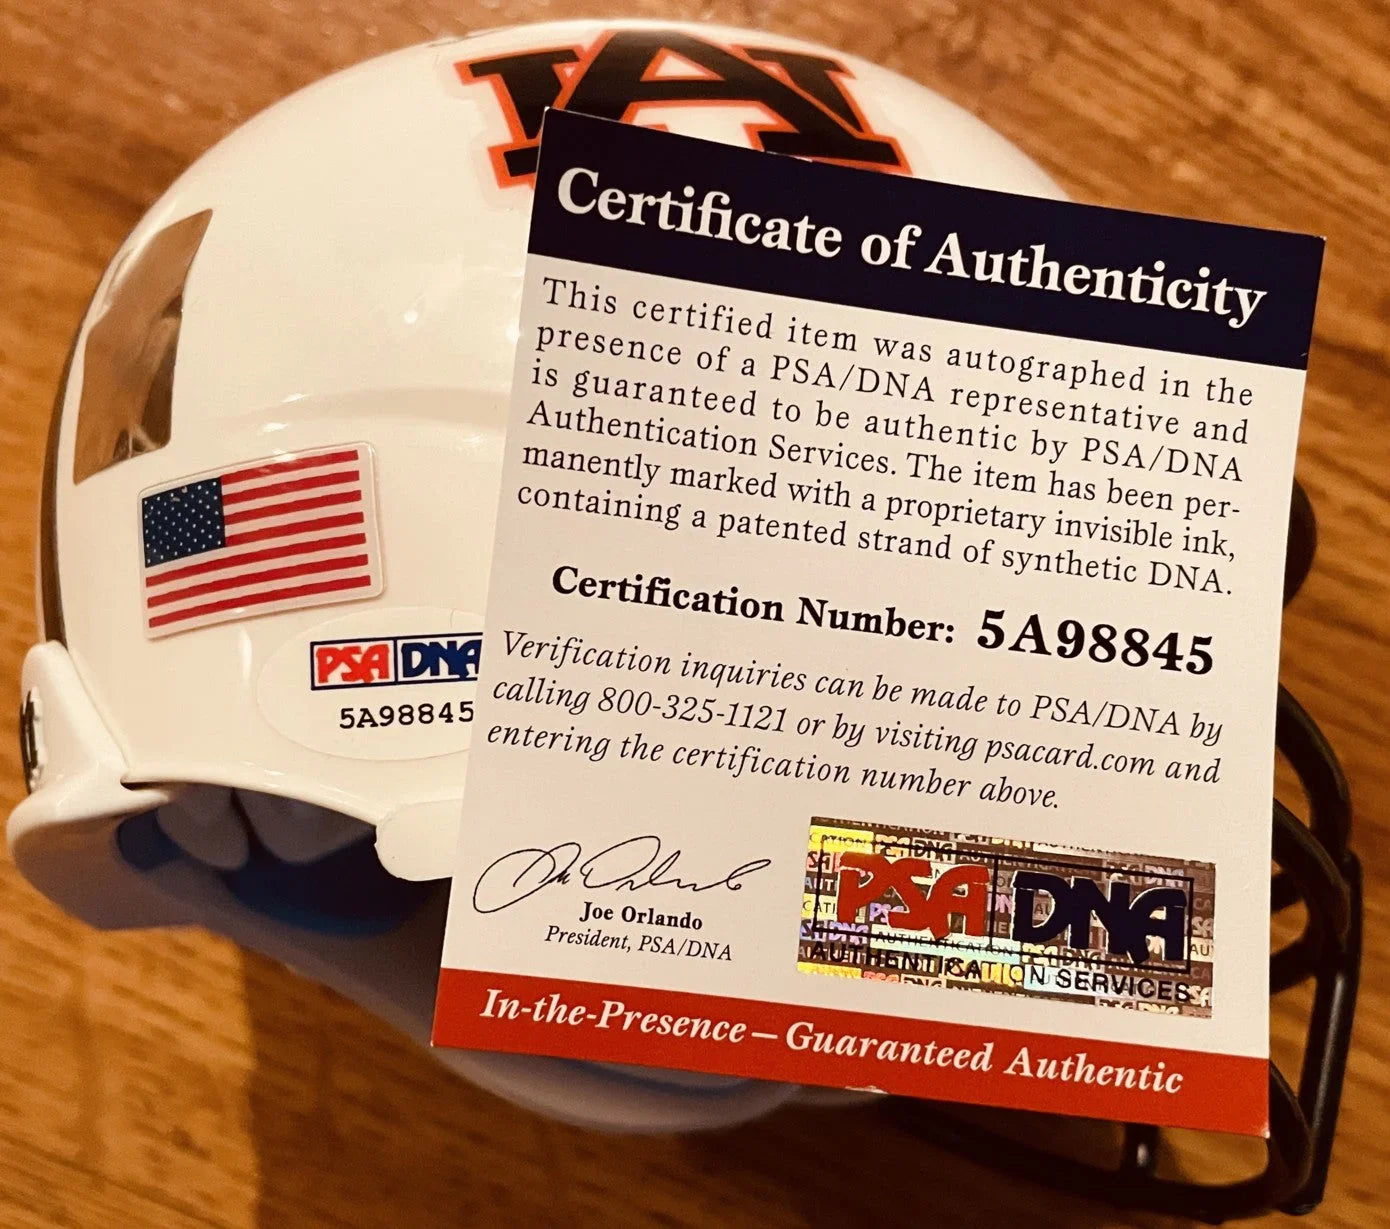 AU
Certificate of Authenticity
This certified item was autographed in the
presence of a PSA/DNA representative and
is guaranteed to be authentic by PSA/DNA
Authentication Services. The item has been per-
manently marked with a proprietary invisible ink,
containing a patented strand of synthetic DNA.
Certification Number: 5A98845
Verification inquiries can be made to PSA/DNA by
calling 800-325-1121 or by visiting psacard.com and
entering the certification number above.
Joe Orlando
President, PSA/DNA
PSA DNA
AUTHENTICATION SERVICES
In-the-Presence – Guaranteed Authentic
PSA DNA
5A98845